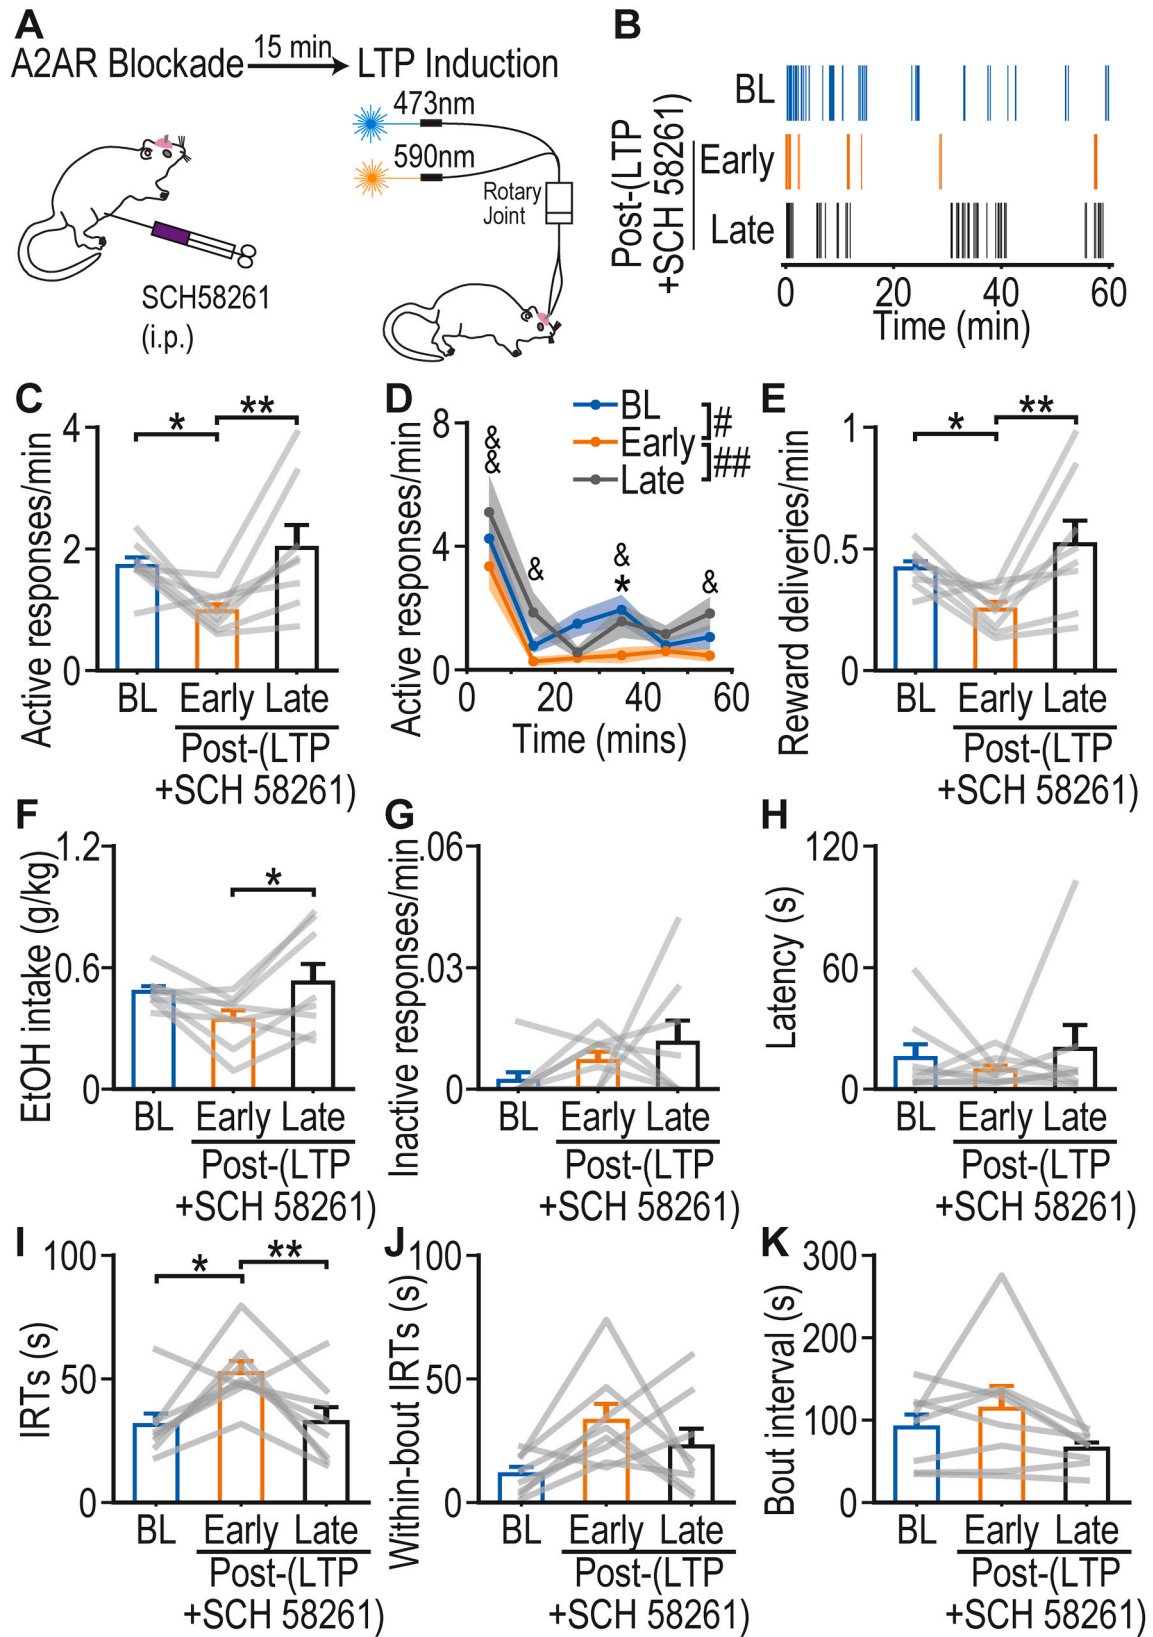 A
A2AR Blockade
15 min
LTP Induction
473nm
590nm
Rotary
Joint
SCH58261
(i.p.)
B
Post-(LTP
+SCH 58261)
BL
Early
Late
0
20
40
60
Time (min)
C
Active responses/min
4
2
0
*
**
BL
Early
Late
Post-(LTP
+SCH 58261)
D
Active responses/min
8
4
0
&
&
&
&
*
&
BL
Early
Late
#
##
0
20
40
60
Time (mins)
E
Reward deliveries/min
1
0.5
0
*
**
BL
Early
Late
Post-(LTP
+SCH 58261)
F
EtOH intake (g/kg)
1.2
0.6
0
*
BL
Early
Late
Post-(LTP
+SCH 58261)
G
Inactive responses/min
.06
.03
0
BL
Early
Late
Post-(LTP
+SCH 58261)
H
Latency (s)
120
60
0
BL
Early
Late
Post-(LTP
+SCH 58261)
I
IRTs (s)
100
50
0
*
**
BL
Early
Late
Post-(LTP
+SCH 58261)
J
Within-bout IRTs (s)
100
50
0
BL
Early
Late
Post-(LTP
+SCH 58261)
K
Bout interval (s)
300
200
100
0
BL
Early
Late
Post-(LTP
+SCH 58261)